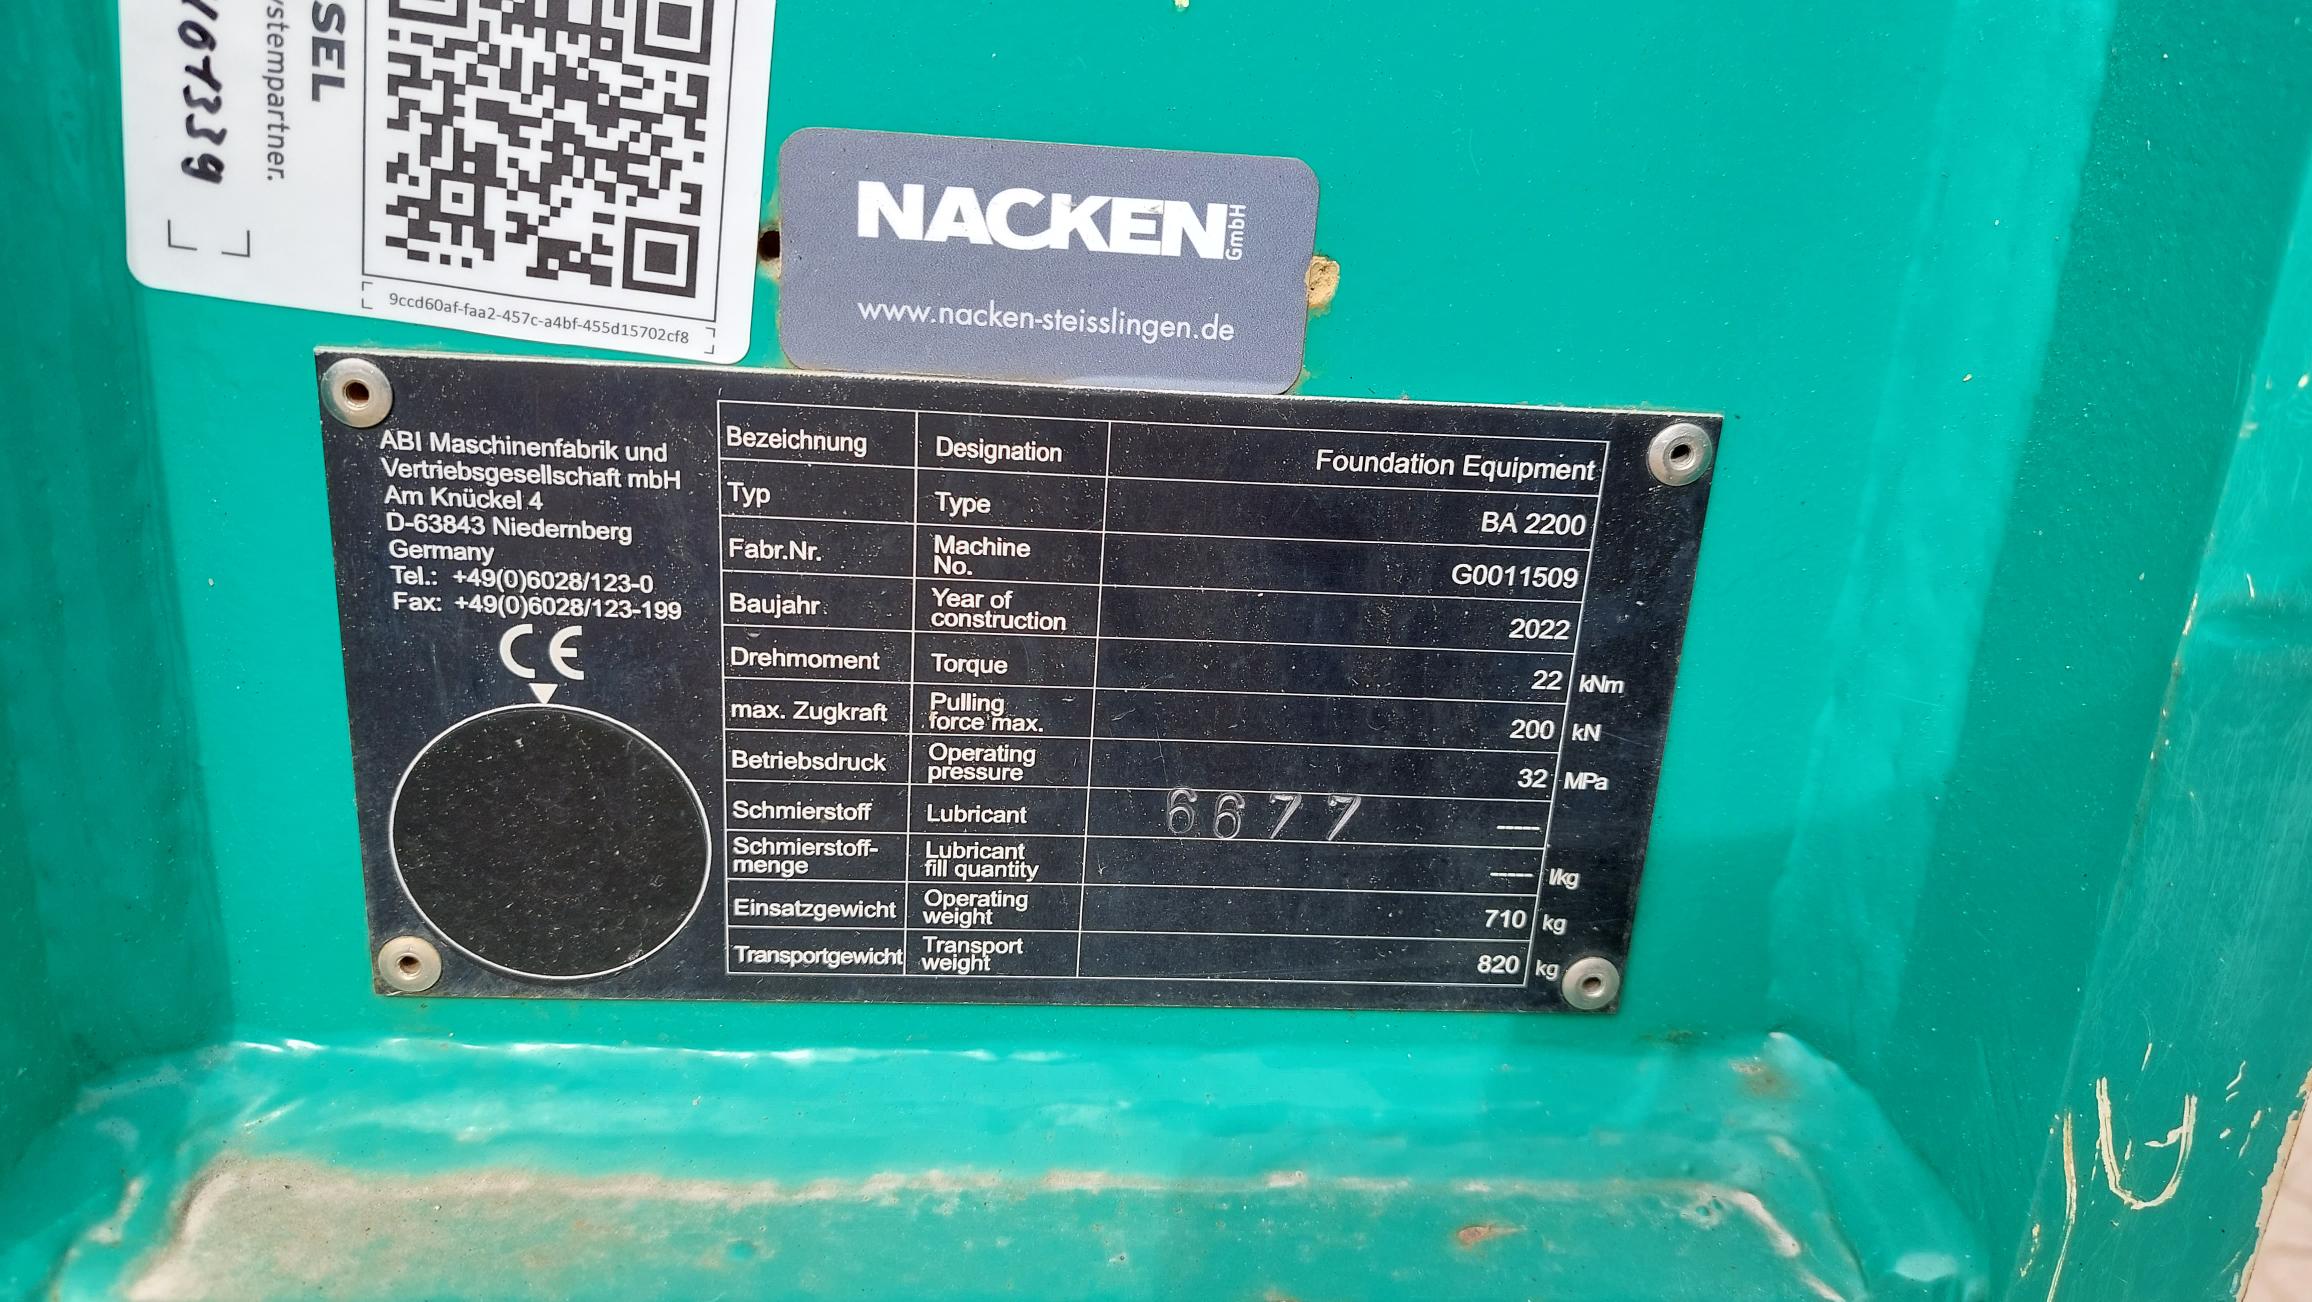 SEL
ystempartner.
9ccd60af-faa2-457c-a4bf-455d15702cf8
NACKEN GmbH
www.nacken-steisslingen.de
ABI Maschinenfabrik und
Vertriebsgesellschaft mbH
Am Knückel 4
D-63843 Niedernberg
Germany
Tel.: +49(0)6028/123-0
Fax: +49(0)6028/123-199
CE
Bezeichnung Designation Foundation Equipment
Typ Type BA 2200
Fabr.Nr. Machine No. G0011509
Baujahr Year of construction 2022
Drehmoment Torque 22 kNm
max. Zugkraft Pulling force max. 200 kN
Betriebsdruck Operating pressure 32 MPa
Schmierstoff Lubricant 6677 -----
Schmierstoff-menge Lubricant fill quantity ----- l/kg
Einsatzgewicht Operating weight 710 kg
Transportgewicht Transport weight 820 kg